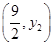 (9/2, y₂)